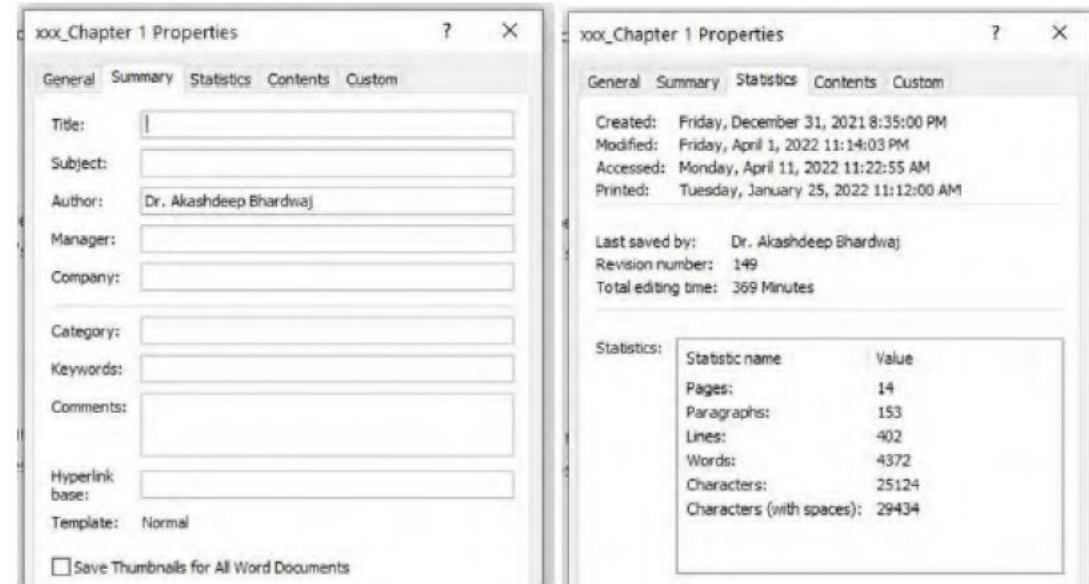 xxx_Chapter 1 Properties ? ×
General Summary Statistics Contents Custom
Title:
Subject:
Author: Dr. Akashdeep Bhardwaj
Manager:
Company:
Category:
Keywords:
Comments:
Hyperlink
base:
Template: Normal
Save Thumbnails for All Word Documents
xxx_Chapter 1 Properties ? ×
General Summary Statistics Contents Custom
Created: Friday, December 31, 2021 8:35:00 PM
Modified: Friday, April 1, 2022 11:14:03 PM
Accessed: Monday, April 11, 2022 11:22:55 AM
Printed: Tuesday, January 25, 2022 11:12:00 AM
Last saved by: Dr. Akashdeep Bhardwaj
Revision number: 149
Total editing time: 369 Minutes
Statistics:
Statistic name Value
Pages: 14
Paragraphs: 153
Lines: 402
Words: 4372
Characters: 25124
Characters (with spaces): 29434